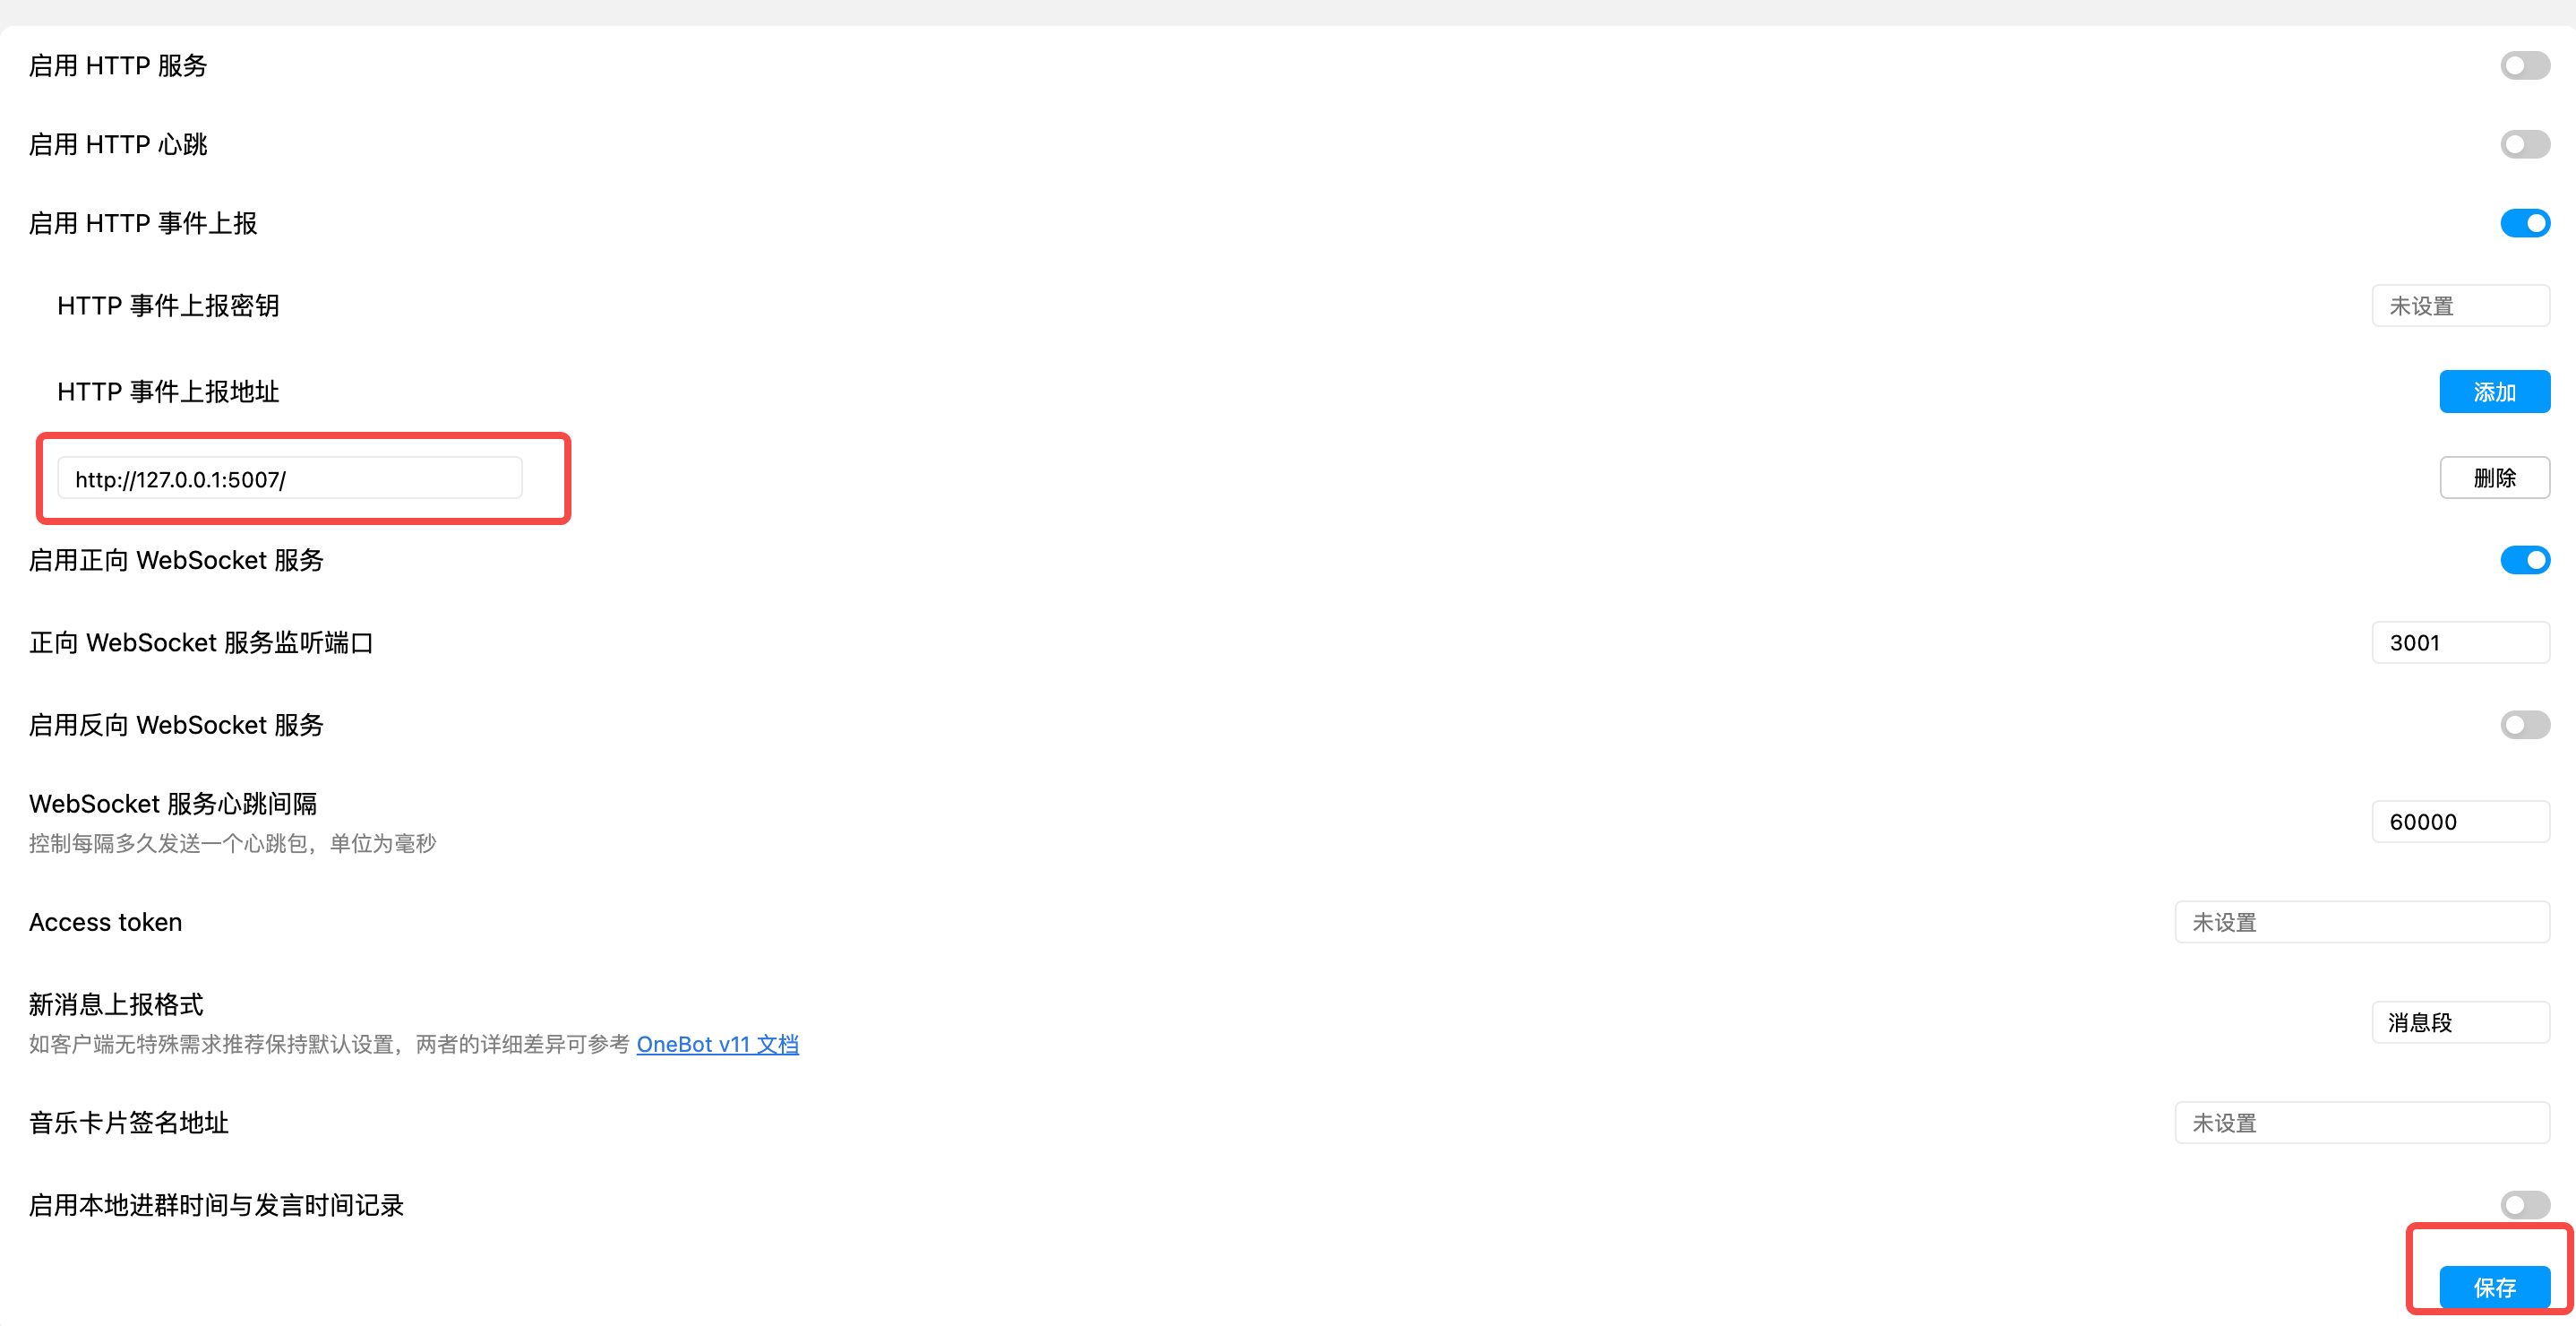 启用 HTTP 服务
启用 HTTP 心跳
启用 HTTP 事件上报
HTTP 事件上报密钥
未设置
HTTP 事件上报地址
添加
http://127.0.0.1:5007/
删除
启用正向 WebSocket 服务
正向 WebSocket 服务监听端口
3001
启用反向 WebSocket 服务
WebSocket 服务心跳间隔
控制每隔多久发送一个心跳包，单位为毫秒
60000
Access token
未设置
新消息上报格式
如客户端无特殊需求推荐保持默认设置，两者的详细差异可参考 OneBot v11 文档
消息段
音乐卡片签名地址
未设置
启用本地进群时间与发言时间记录
保存